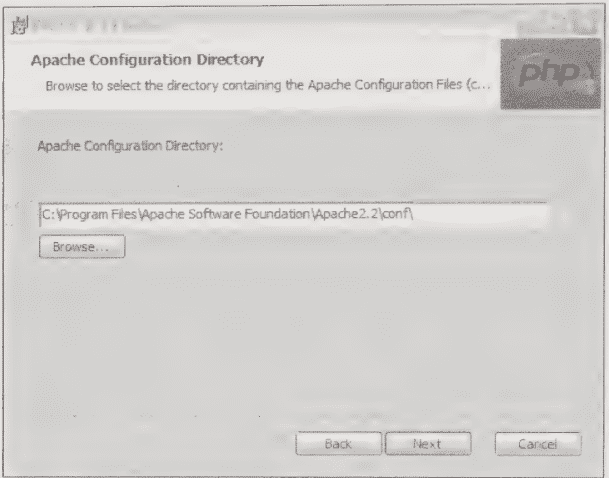 Apache Configuration Directory
Browse to select the directory containing the Apache Configuration Files (c...
php
Apache Configuration Directory:
C:\Program Files\Apache Software Foundation\Apache2.2\conf\
Browse...
Back
Next
Cancel